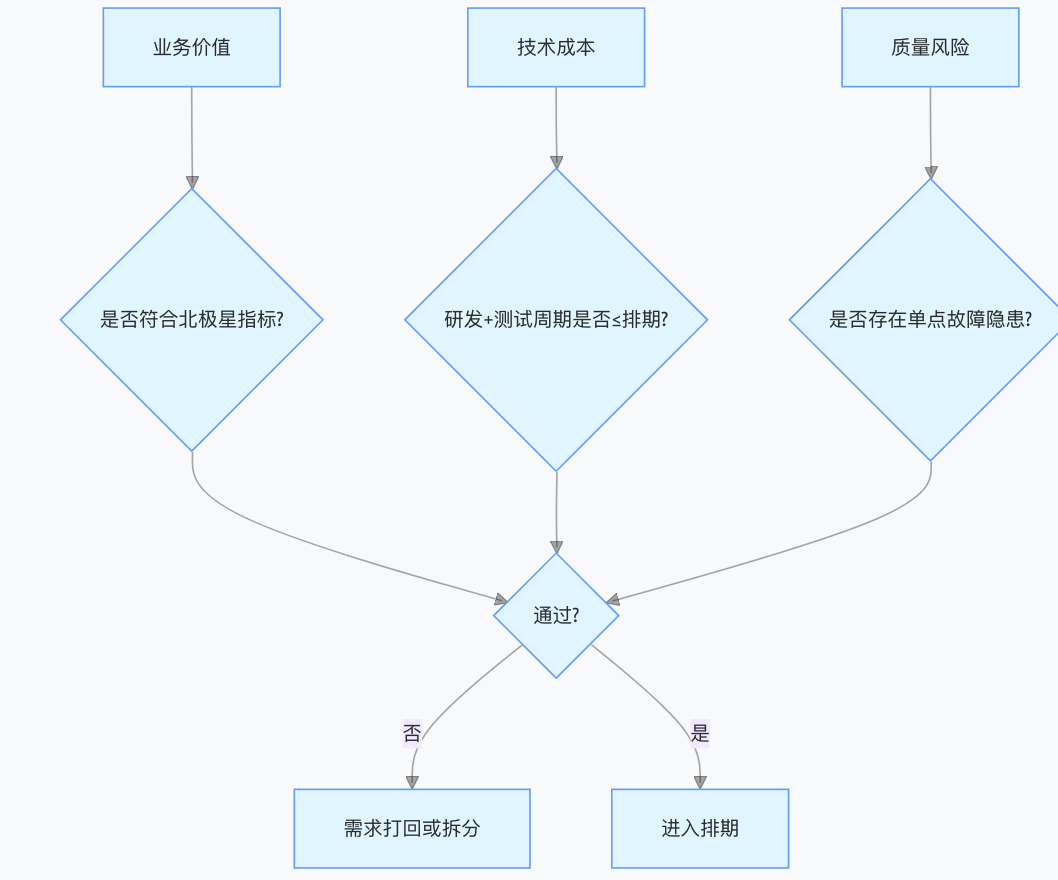 业务价值
技术成本
质量风险
是否符合北极星指标?
研发+测试周期是否≤排期?
是否存在单点故障隐患?
通过?
否
是
需求打回或拆分
进入排期